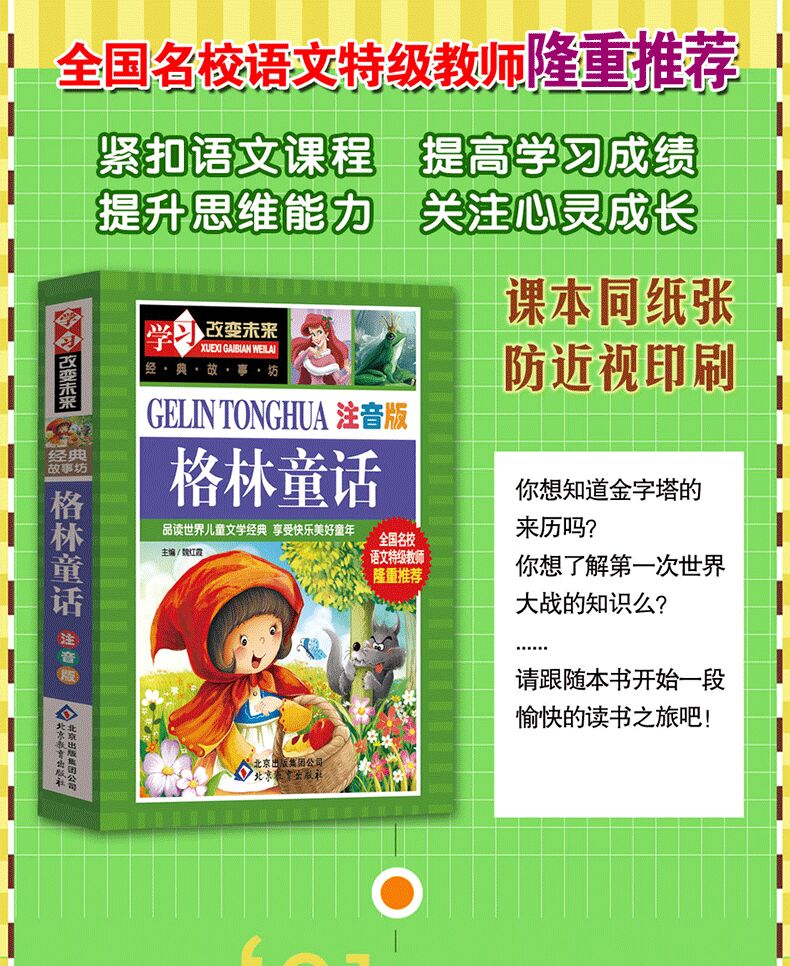 全国名校语文特级教师隆重推荐
紧扣语文课程 提高学习成绩
提升思维能力 关注心灵成长
课本同纸张
防近视印刷
学习
改变未来
XUEXI GAIBIAN WEILAI
经·典·故·事·坊
GELIN TONGHUA 注音版
格林童话
品读世界儿童文学经典 享受快乐美好童年
主编/魏红霞
全国名校
语文特级教师
隆重推荐
北京出版集团公司
北京教育出版社
学习
改变未来
经典
故事坊
格林童话
注音版
北京出版集团公司
北京教育出版社
你想知道金字塔的
来历吗？
你想了解第一次世界
大战的知识么？
......
请跟随本书开始一段
愉快的读书之旅吧！